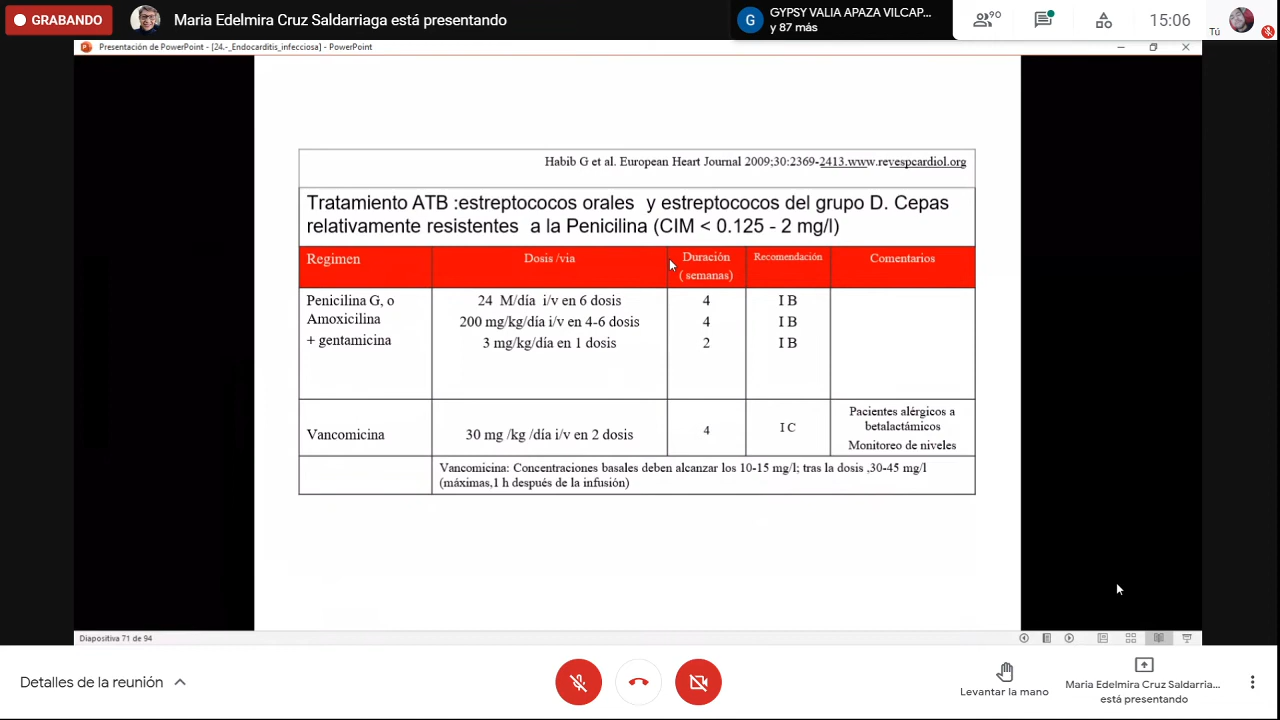 GRABANDO
Maria Edelmira Cruz Saldarriaga está presentando
G
GYPSY VALIA APAZA VILCAP...
y 87 más
90
15:06
Tú
Presentación de PowerPoint - [24.-_Endocarditis_infecciosa] - PowerPoint
Habib G et al. European Heart Journal 2009;30:2369-2413.www.revespcardiol.org
Tratamiento ATB :estreptococos orales y estreptococos del grupo D. Cepas
relativamente resistentes a la Penicilina (CIM < 0.125 - 2 mg/l)
Regimen Dosis /via Duraciòn Recomendaciòn Comentarios
( semanas)
Penicilina G, o 24 M/día i/v en 6 dosis 4 I B
Amoxicilina 200 mg/kg/día i/v en 4-6 dosis 4 I B
+ gentamicina 3 mg/kg/día en 1 dosis 2 I B
Vancomicina 30 mg /kg /día i/v en 2 dosis 4 I C
Pacientes alérgicos a
betalactámicos
Monitoreo de niveles
Vancomicina: Concentraciones basales deben alcanzar los 10-15 mg/l; tras la dosis ,30-45 mg/l
(máximas,1 h después de la infusión)
Diapositiva 71 de 94
Detalles de la reunión
Levantar la mano
Maria Edelmira Cruz Saldarria...
está presentando